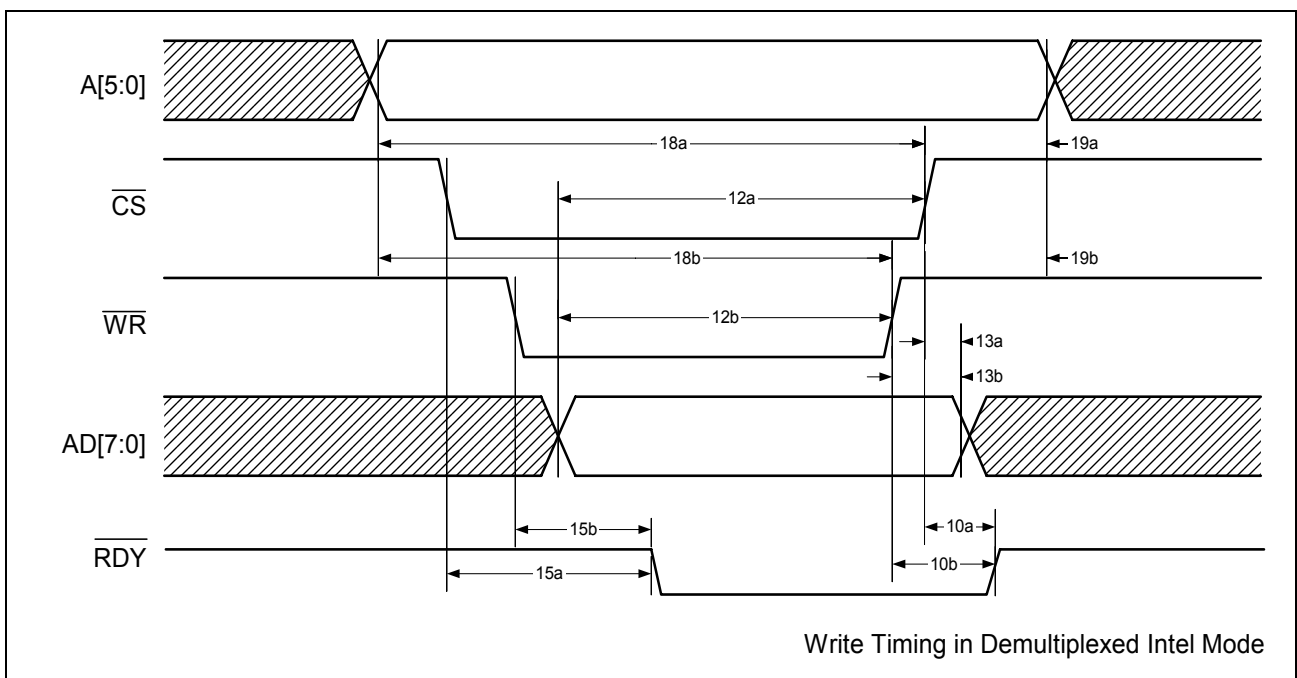 A[5:0]
18a
19a
CS
12a
18b
19b
WR
12b
13a
13b
AD[7:0]
15b
10a
RDY
10b
15a
Write Timing in Demultiplexed Intel Mode